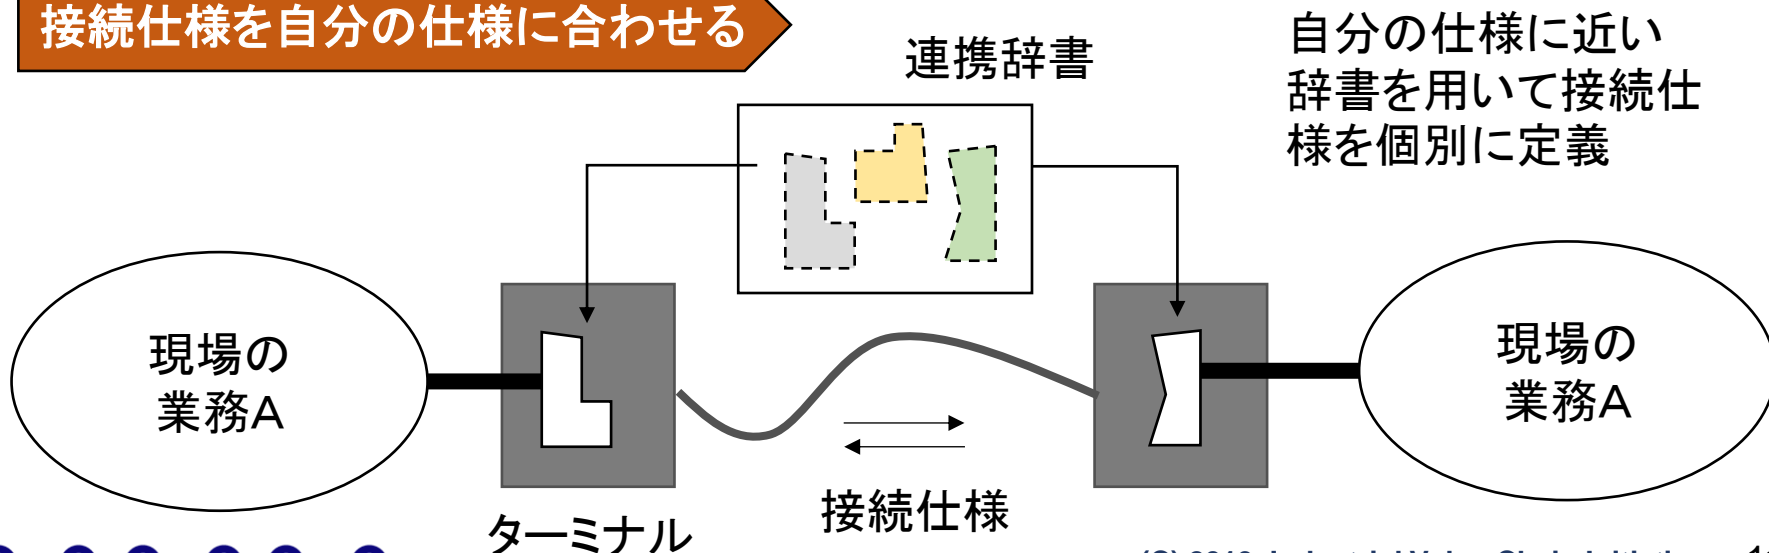 接続仕様を自分の仕様に合わせる
連携辞書
自分の仕様に近い
辞書を用いて接続仕
様を個別に定義
現場の
業務A
現場の
業務A
接続仕様
ターミナル